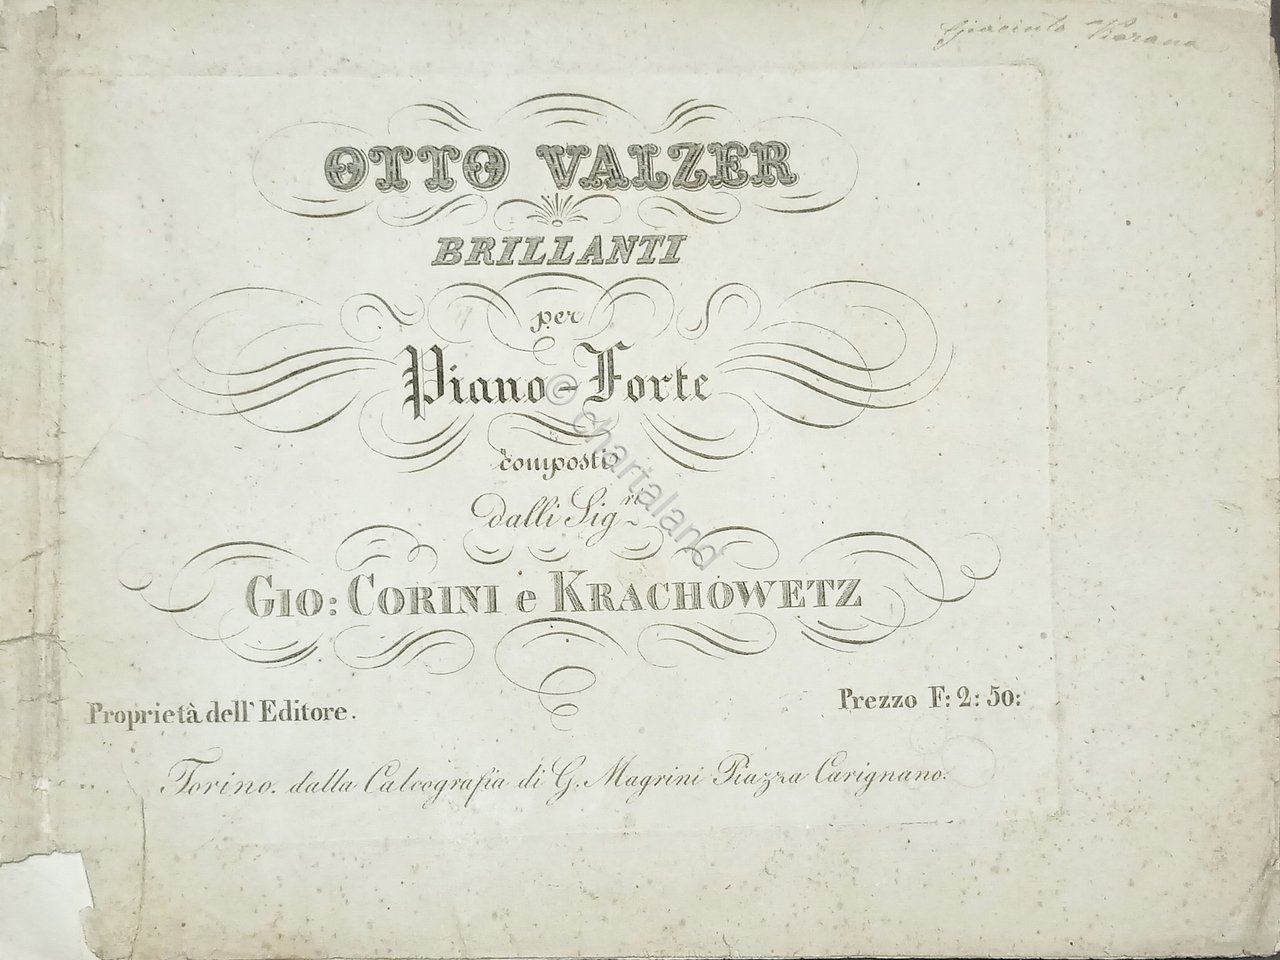 Giacinto
OTTO VALZER
BRILLANTI
per
Piano-Forte
composti
dalli Sig.ri
GIO: CORINI e KRACHOWETZ
Proprietà dell'Editore.
Prezzo F: 2: 50:
Torino. dalla Calcografia di G. Magrini Piazza Carignano.
© chartaland